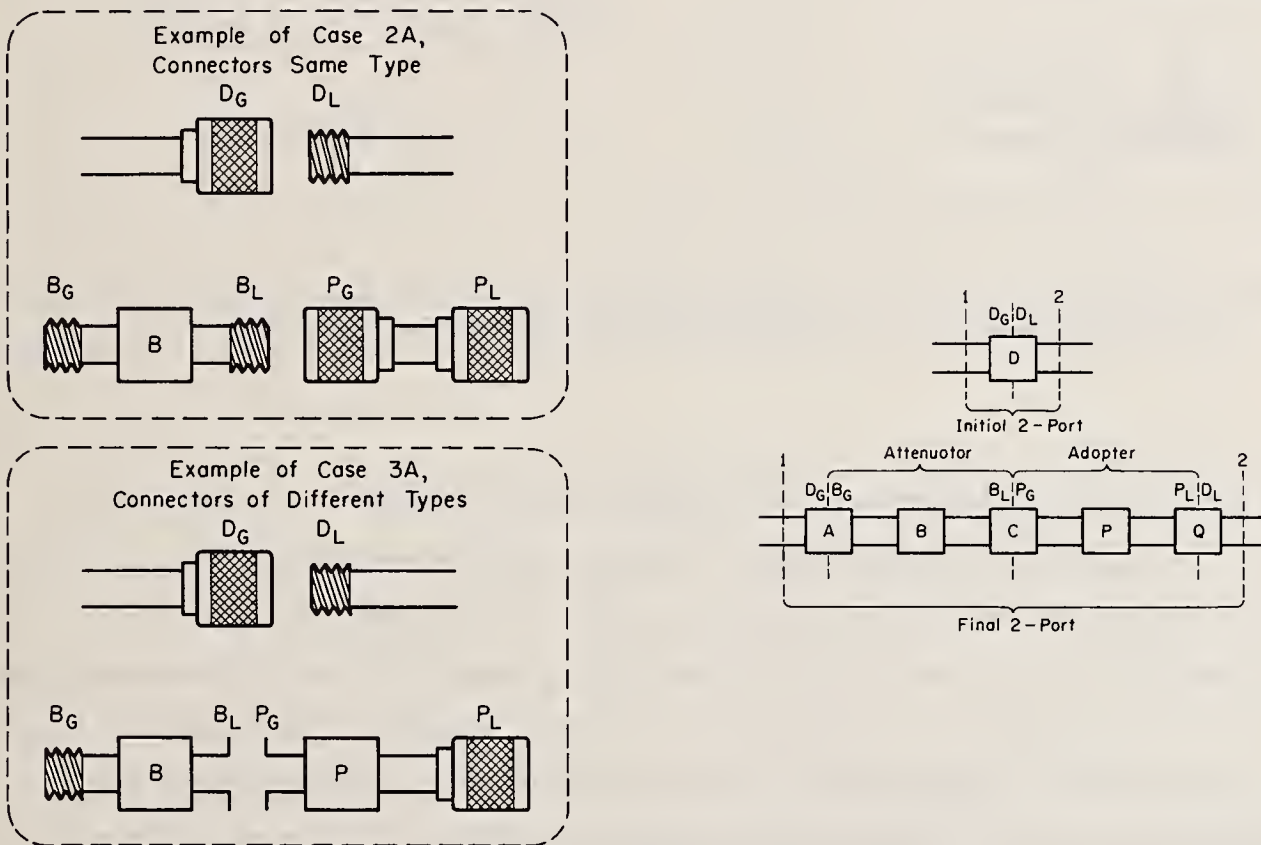 Example of Case 2A,
Connectors Same Type
DG DL
BG BL PG PL
B
Example of Case 3A,
Connectors of Different Types
DG DL
BG BL PG PL
B P
1 2
DG DL
D
Initiol 2-Port
1 Attenuotor Adopter 2
DG BG BL PG PL DL
A B C P Q
Final 2-Port